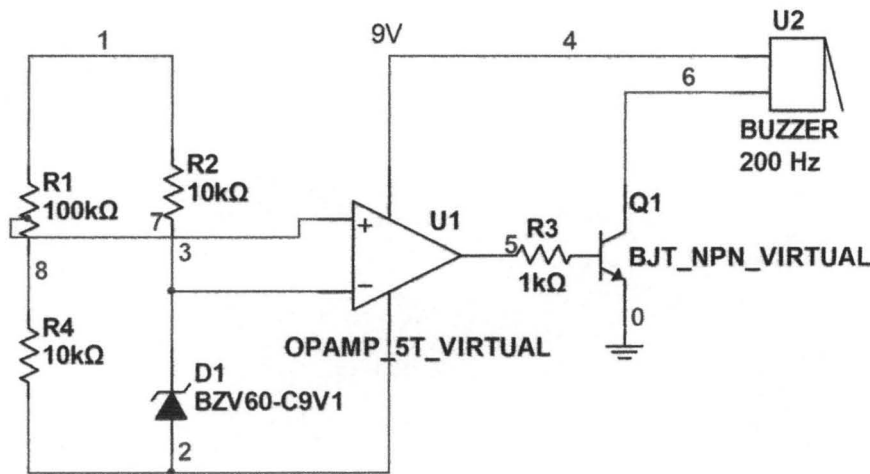 1
9V
4
U2
6
BUZZER
200 Hz
R1
100kΩ
R2
10kΩ
7
3
U1
+
−
5
R3
1kΩ
Q1
BJT_NPN_VIRTUAL
8
R4
10kΩ
OPAMP_5T_VIRTUAL
0
D1
BZV60-C9V1
2